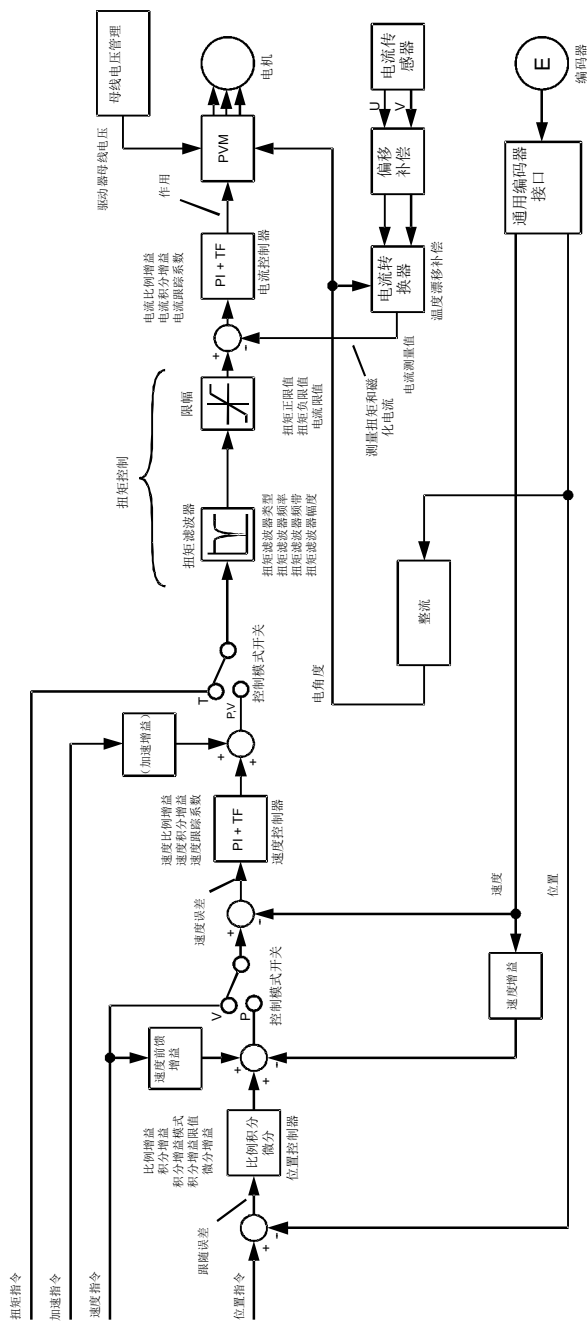 扭矩指令
加速指令
速度指令
位置指令
跟随误差
+
-
比例增益
积分增益
积分增益模式
积分增益限值
微分增益
比例积分
微分
位置控制器
速度前馈
增益
+
+
-
V
P
控制模式开关
速度增益
速度误差
+
-
速度比例增益
速度积分增益
速度跟踪系数
PI + TF
速度控制器
(加速增益)
+
+
T
P,V
控制模式开关
速度
位置
电角度
整流
扭矩控制
扭矩滤波器
扭矩滤波器类型
扭矩滤波器频率
扭矩滤波器频带
扭矩滤波器幅度
限幅
扭矩正限值
扭矩负限值
电流限值
+
-
测量扭矩和磁
化电流
电流测量值
电流比例增益
电流积分增益
电流跟踪系数
PI + TF
电流控制器
作用
驱动器母线电压
母线电压管理
PVM
电机
电流转
换器
温度漂移补偿
偏移
补偿
U
V
电流传
感器
通用编码器
接口
E
编码器